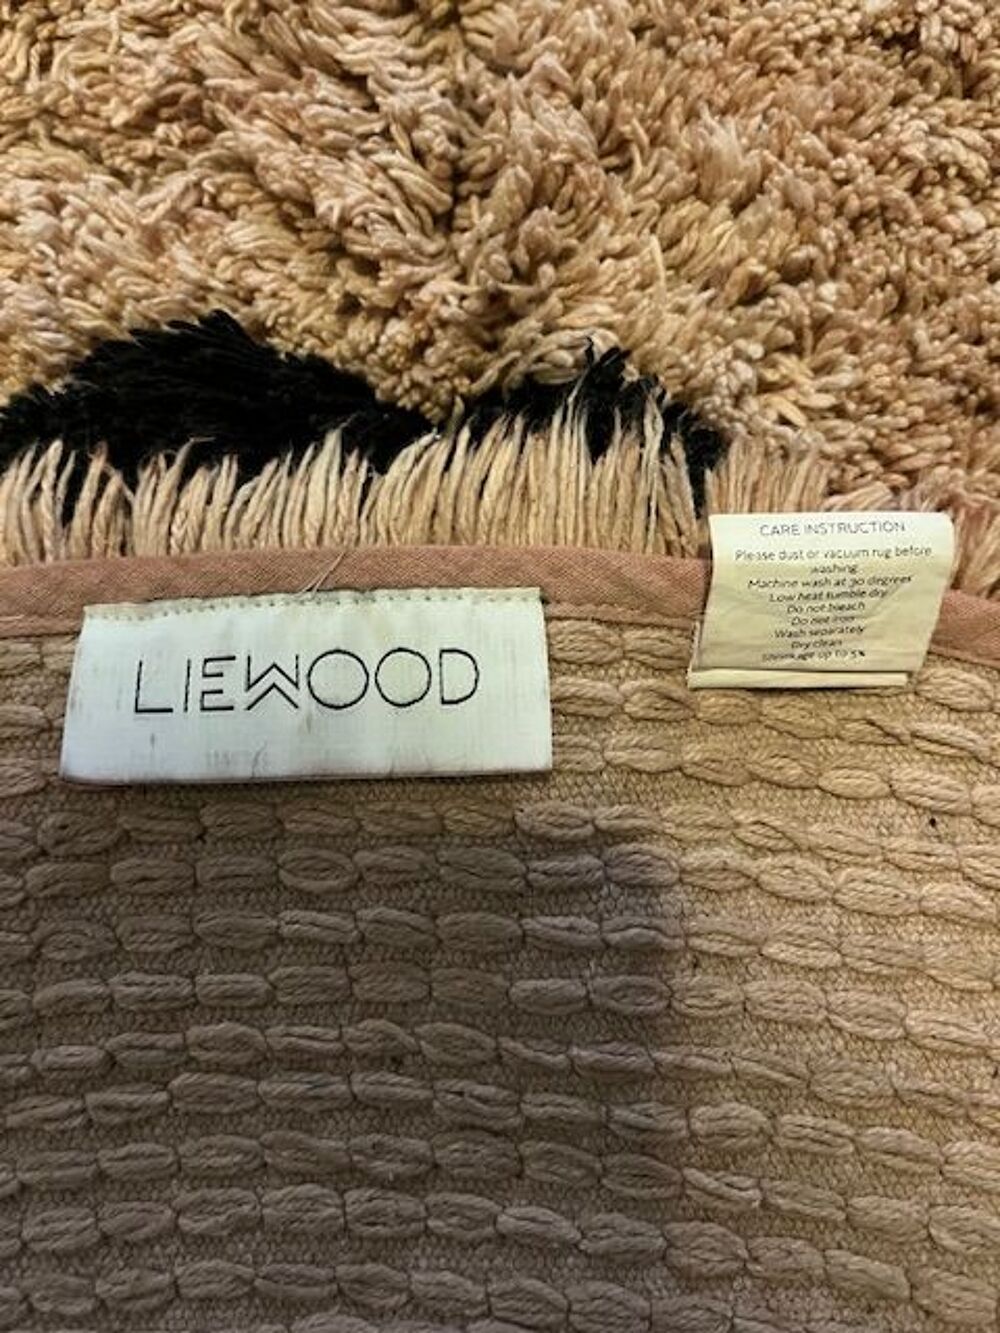 LIEWOOD
CARE INSTRUCTION
Please dust or vacuum rug before
washing
Machine wash at 30 degrees
Low heat tumble dry
Do not bleach
Do not iron
Wash separately
Dry clean
Shrinkage up to 5%